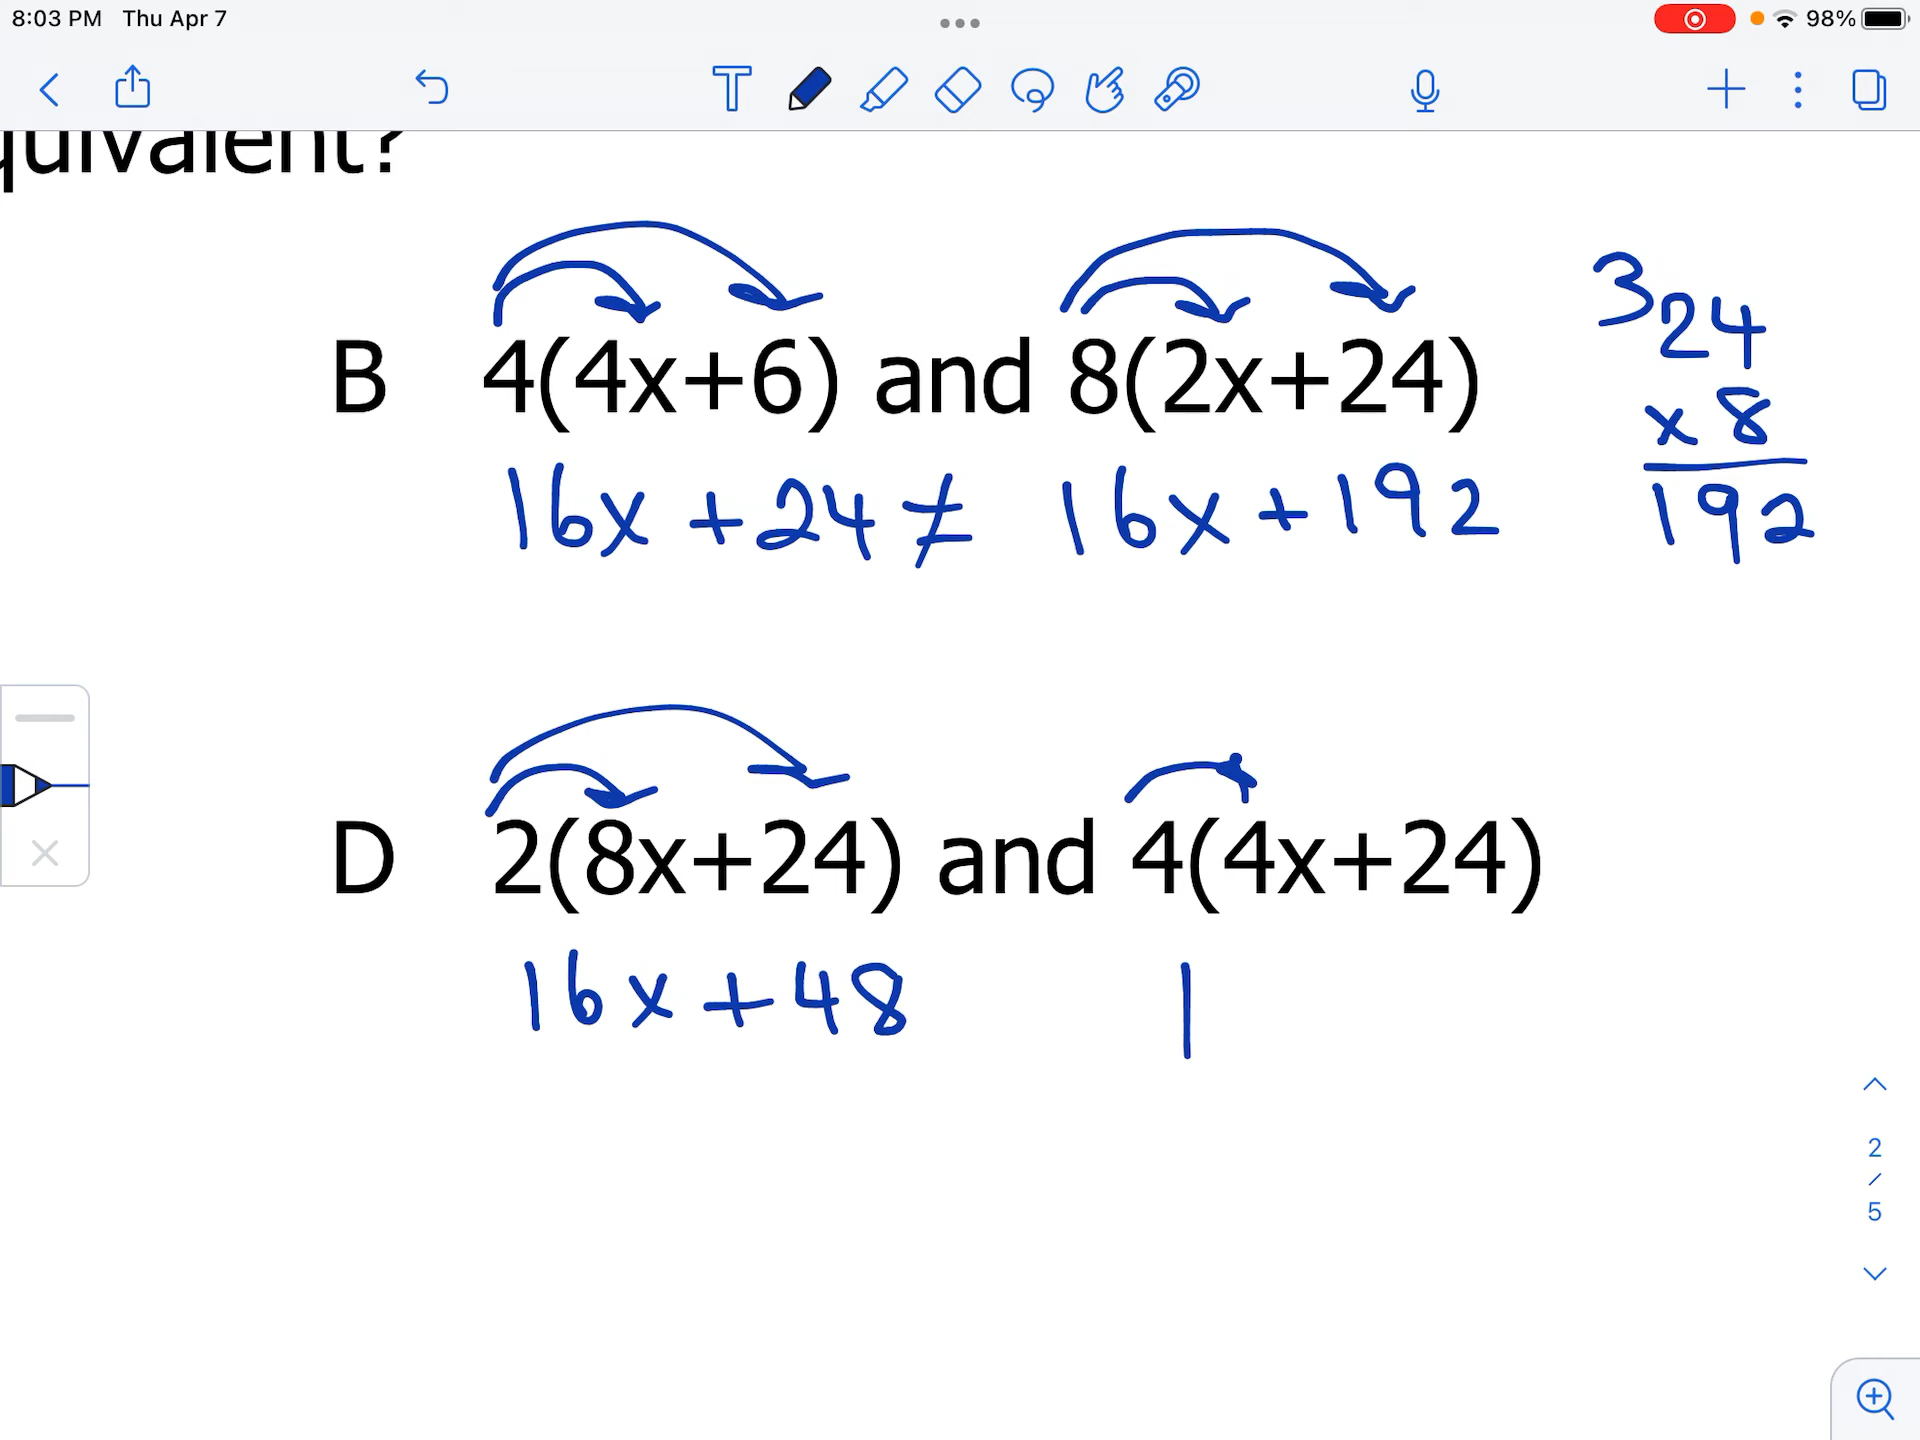 8:03 PM Thu Apr 7 98%
T
quivalent?
B 4(4x+6) and 8(2x+24)
16x +24 ≠ 16x +192
3
24
x 8
192
D 2(8x+24) and 4(4x+24)
16x +48 1
2
/
5